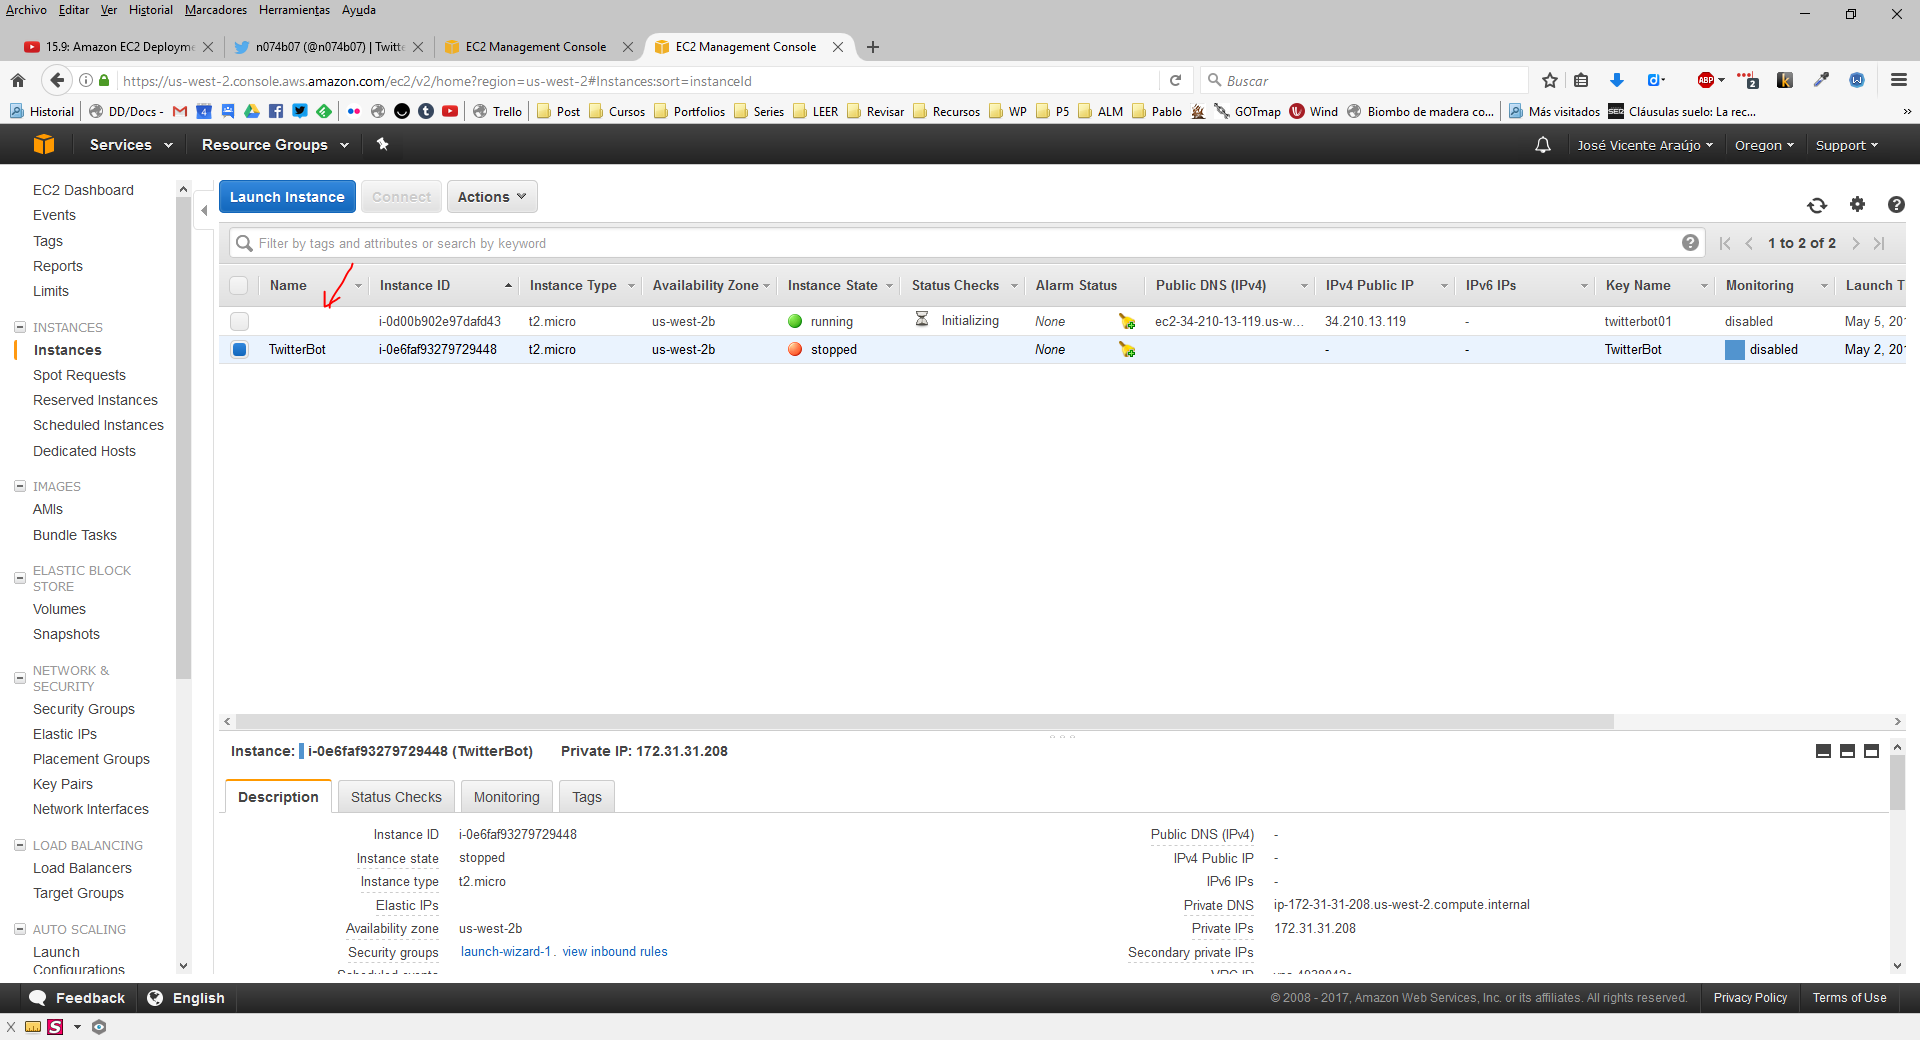 Archivo Editar Ver Historial Marcadores Herramientas Ayuda
15.9: Amazon EC2 Deployme
n074b07 (@n074b07) | Twitte
EC2 Management Console
EC2 Management Console
https://us-west-2.console.aws.amazon.com/ec2/v2/home?region=us-west-2#Instances:sort=instanceId
Buscar
ABP
2
Historial DD/Docs - Trello Post Cursos Portfolios Series LEER Revisar Recursos WP P5 ALM Pablo GOTmap Wind Biombo de madera co... Más visitados Cláusulas suelo: La rec...
Services Resource Groups José Vicente Araújo Oregon Support
EC2 Dashboard
Events
Tags
Reports
Limits
INSTANCES
Instances
Spot Requests
Reserved Instances
Scheduled Instances
Dedicated Hosts
IMAGES
AMIs
Bundle Tasks
ELASTIC BLOCK
STORE
Volumes
Snapshots
NETWORK &
SECURITY
Security Groups
Elastic IPs
Placement Groups
Key Pairs
Network Interfaces
LOAD BALANCING
Load Balancers
Target Groups
AUTO SCALING
Launch
Configurations
Launch Instance Connect Actions
Filter by tags and attributes or search by keyword
1 to 2 of 2
Name Instance ID Instance Type Availability Zone Instance State Status Checks Alarm Status Public DNS (IPv4) IPv4 Public IP IPv6 IPs Key Name Monitoring Launch T
i-0d00b902e97dafd43 t2.micro us-west-2b running Initializing None ec2-34-210-13-119.us-w... 34.210.13.119 - twitterbot01 disabled May 5, 20
TwitterBot i-0e6faf93279729448 t2.micro us-west-2b stopped None - - TwitterBot disabled May 2, 20
Instance: i-0e6faf93279729448 (TwitterBot) Private IP: 172.31.31.208
Description Status Checks Monitoring Tags
Instance ID i-0e6faf93279729448
Instance state stopped
Instance type t2.micro
Elastic IPs
Availability zone us-west-2b
Security groups launch-wizard-1. view inbound rules
Scheduled events
Public DNS (IPv4) -
IPv4 Public IP -
IPv6 IPs -
Private DNS ip-172-31-31-208.us-west-2.compute.internal
Private IPs 172.31.31.208
Secondary private IPs
VPC ID
Feedback English
© 2008 - 2017, Amazon Web Services, Inc. or its affiliates. All rights reserved. Privacy Policy Terms of Use